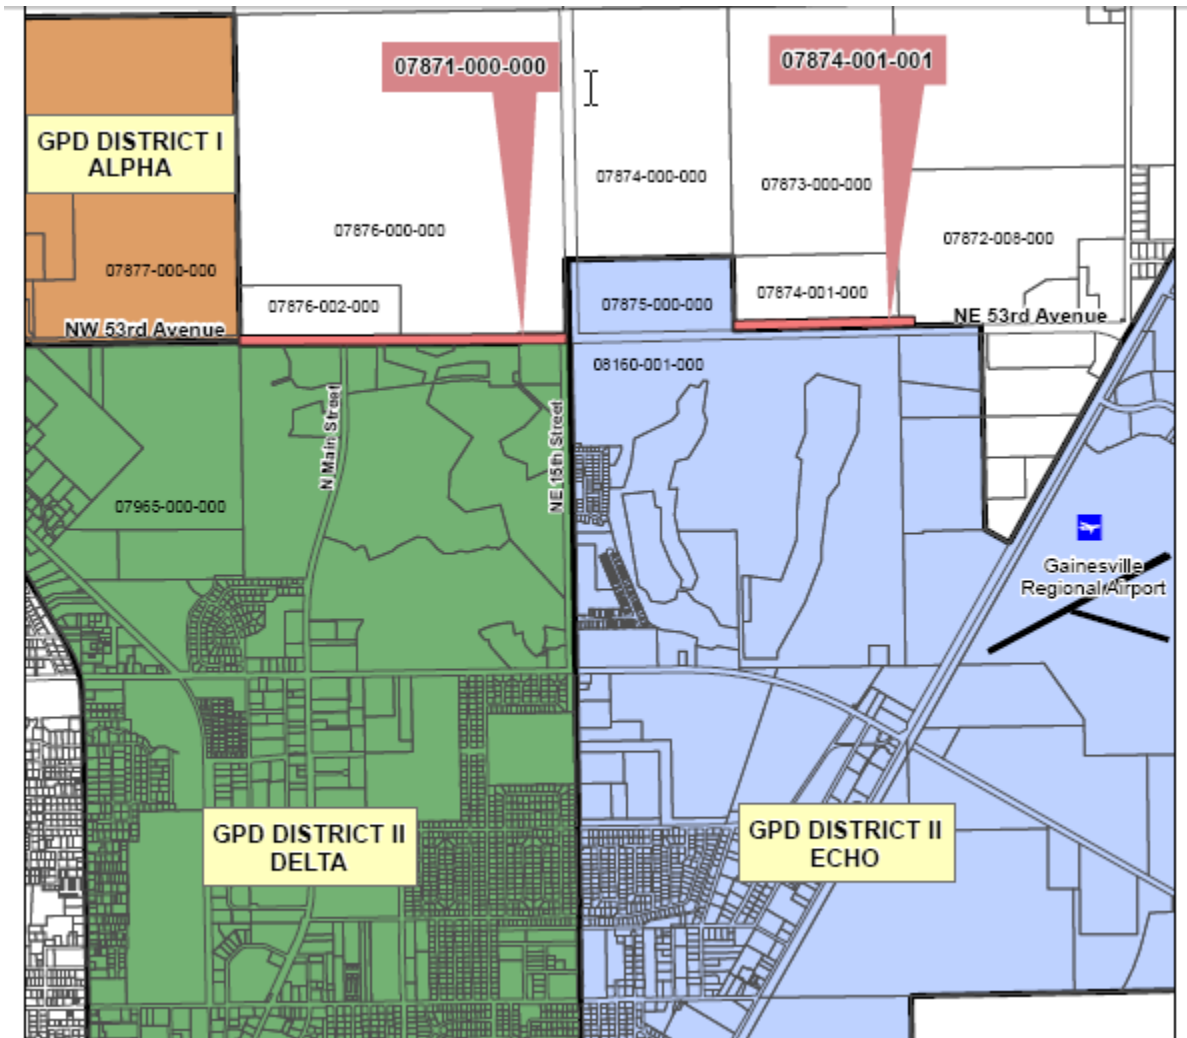 07871-000-000
07874-001-001
GPD DISTRICT I
ALPHA
07874-000-000
07873-000-000
07876-000-000
07872-008-000
07877-000-000
07876-002-000
07875-000-000
07874-001-000
NW 53rd Avenue
NE 53rd Avenue
08160-001-000
N Main Street
NE 15th Street
07965-000-000
Gainesville
Regional Airport
GPD DISTRICT II
DELTA
GPD DISTRICT II
ECHO